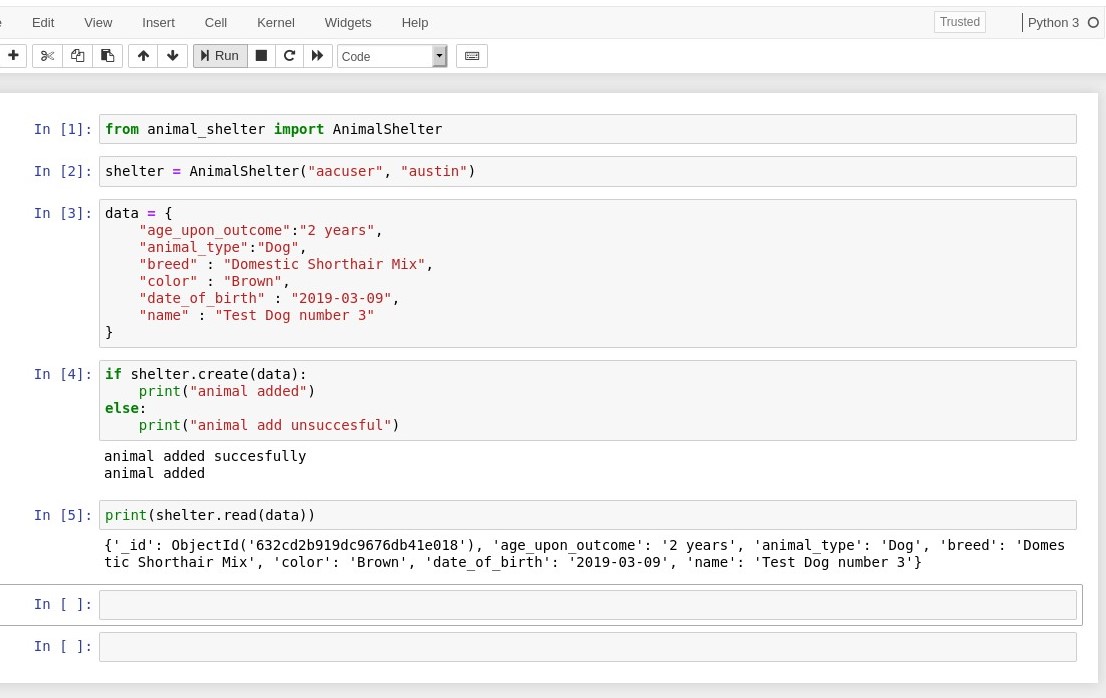 Edit View Insert Cell Kernel Widgets Help Trusted Python 3
Run Code
In [1]: from animal_shelter import AnimalShelter
In [2]: shelter = AnimalShelter("aacuser", "austin")
In [3]: data = {
    "age_upon_outcome":"2 years",
    "animal_type":"Dog",
    "breed" : "Domestic Shorthair Mix",
    "color" : "Brown",
    "date_of_birth" : "2019-03-09",
    "name" : "Test Dog number 3"
}
In [4]: if shelter.create(data):
    print("animal added")
else:
    print("animal add unsuccesful")
animal added succesfully
animal added
In [5]: print(shelter.read(data))
{'_id': ObjectId('632cd2b919dc9676db41e018'), 'age_upon_outcome': '2 years', 'animal_type': 'Dog', 'breed': 'Domes
tic Shorthair Mix', 'color': 'Brown', 'date_of_birth': '2019-03-09', 'name': 'Test Dog number 3'}
In [ ]:
In [ ]: